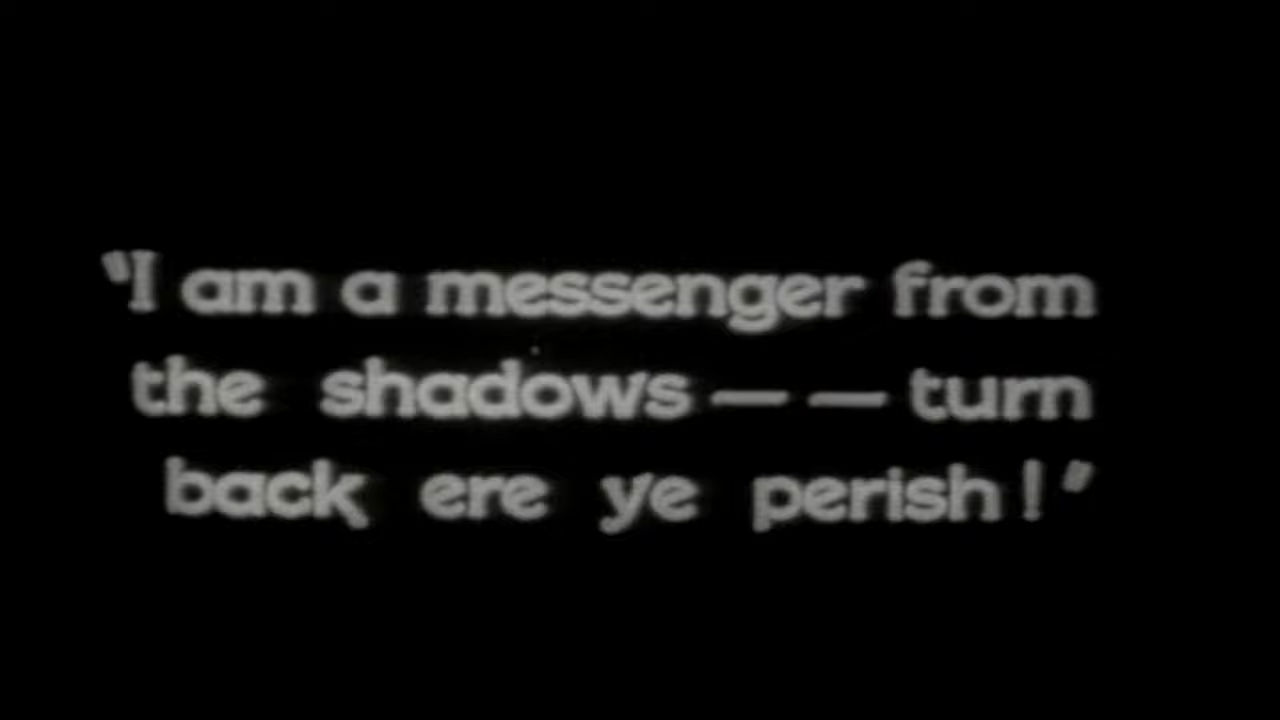 "I am a messenger from
the shadows — — turn
back ere ye perish!"